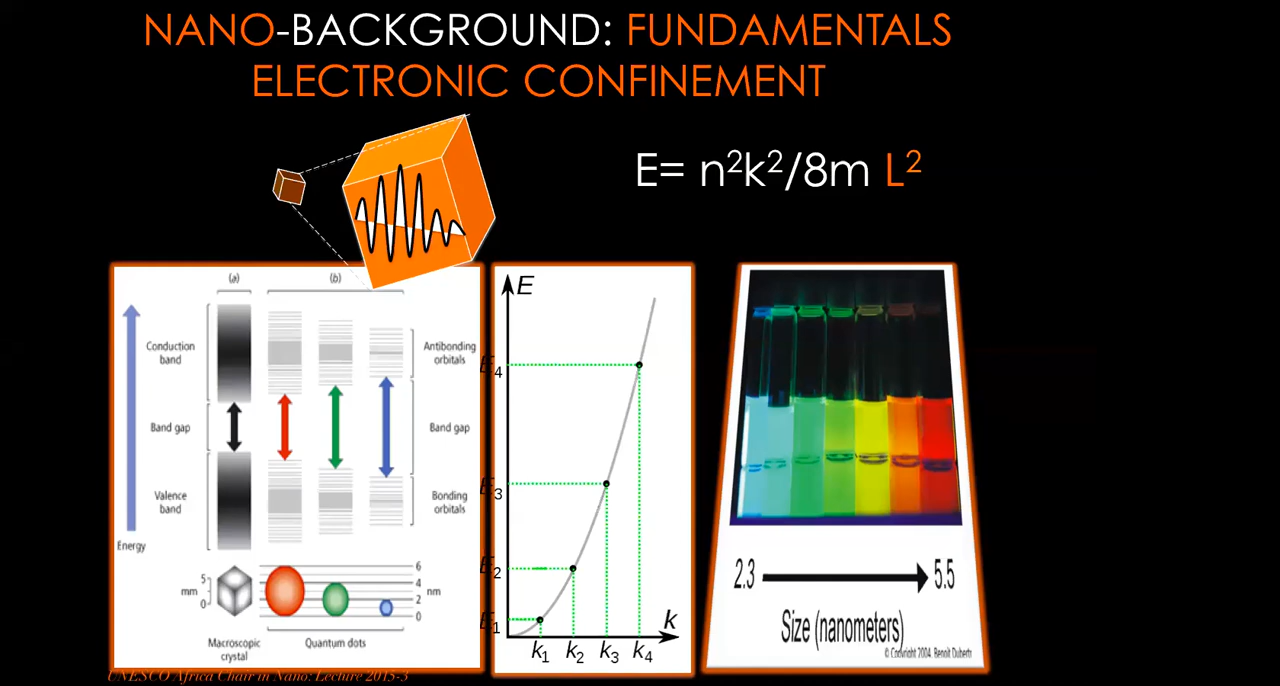 NANO-BACKGROUND: FUNDAMENTALS
ELECTRONIC CONFINEMENT
E= n²k²/8m L²
(a)
(b)
Conduction
band
Antibonding
orbitals
Band gap
Band gap
Valence
band
Bonding
orbitals
Energy
mm
5
0
6
4
2
0
nm
Macroscopic
crystal
Quantum dots
E
E4
E3
E2
E1
k
k1 k2 k3 k4
2.3
5.5
Size (nanometers)
© Copyright 2004, Benoit Dubertret
UNESCO Africa Chair in Nano: Lecture 2015-3